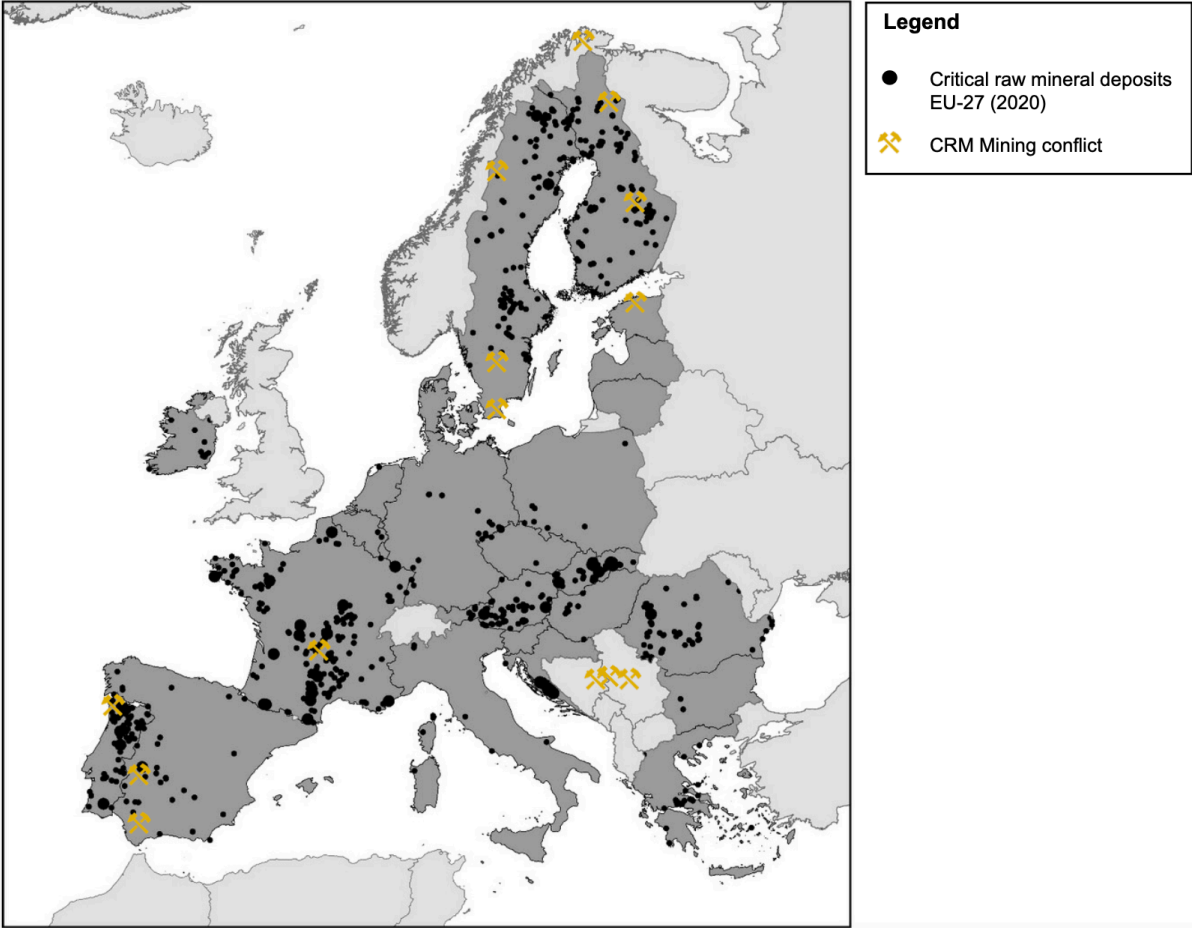 Legend
Critical raw mineral deposits
EU-27 (2020)
CRM Mining conflict